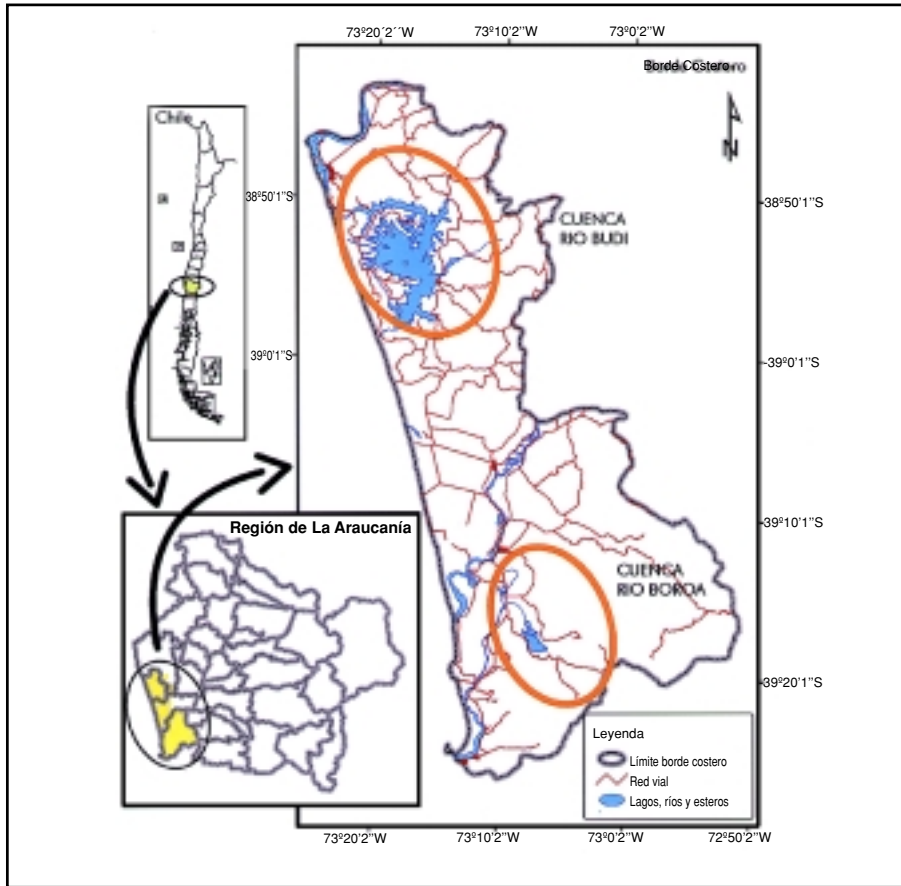 73º20´2´´W
73º10'2''W
73º0'2''W
Borde Costero
Chile
N
38º50'1''S
38º50'1''S
CUENCA
RIO BUDI
39º0'1''S
39º0'1''S
39º10'1''S
Región de La Araucanía
CUENCA
RIO BOROA
39º20'1''S
Leyenda
Límite borde costero
Red vial
Lagos, ríos y esteros
73º20'2''W
73º10'2''W
73º0'2''W
72º50'2''W